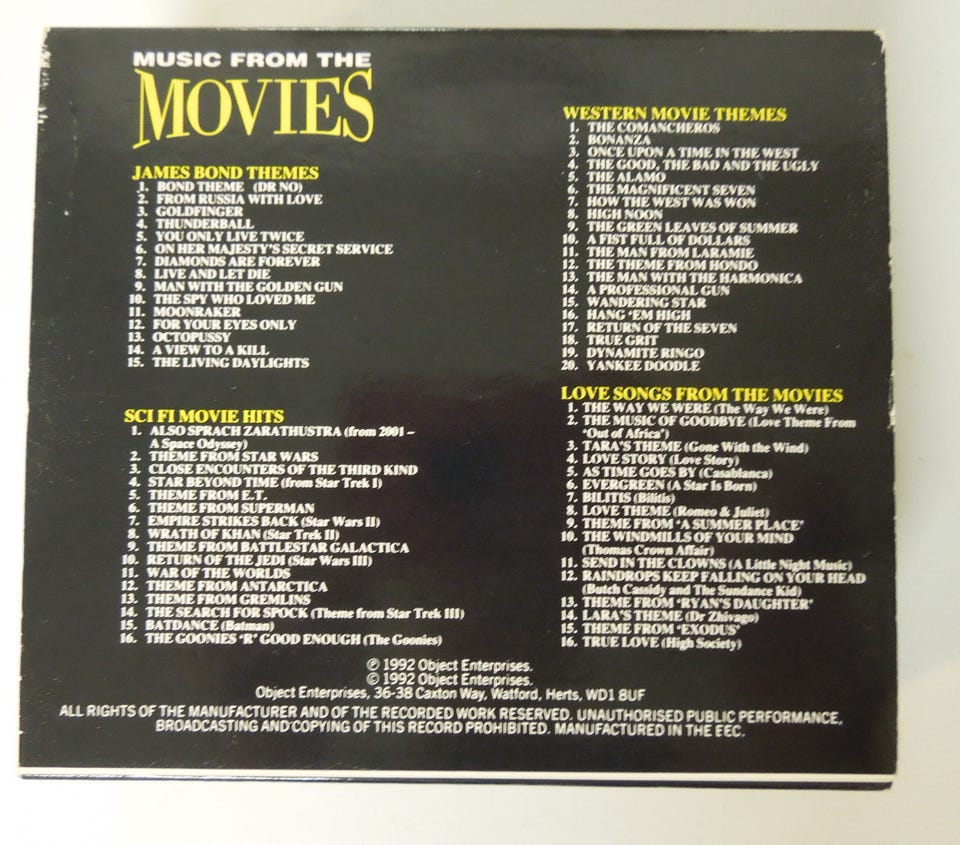 MUSIC FROM THE
MOVIES
JAMES BOND THEMES
1. BOND THEME (DR NO)
2. FROM RUSSIA WITH LOVE
3. GOLDFINGER
4. THUNDERBALL
5. YOU ONLY LIVE TWICE
6. ON HER MAJESTY'S SECRET SERVICE
7. DIAMONDS ARE FOREVER
8. LIVE AND LET DIE
9. MAN WITH THE GOLDEN GUN
10. THE SPY WHO LOVED ME
11. MOONRAKER
12. FOR YOUR EYES ONLY
13. OCTOPUSSY
14. A VIEW TO A KILL
15. THE LIVING DAYLIGHTS
SCI FI MOVIE HITS
1. ALSO SPRACH ZARATHUSTRA (from 2001 –
A Space Odyssey)
2. THEME FROM STAR WARS
3. CLOSE ENCOUNTERS OF THE THIRD KIND
4. STAR BEYOND TIME (from Star Trek I)
5. THEME FROM E.T.
6. THEME FROM SUPERMAN
7. EMPIRE STRIKES BACK (Star Wars II)
8. WRATH OF KHAN (Star Trek II)
9. THEME FROM BATTLESTAR GALACTICA
10. RETURN OF THE JEDI (Star Wars III)
11. WAR OF THE WORLDS
12. THEME FROM ANTARCTICA
13. THEME FROM GREMLINS
14. THE SEARCH FOR SPOCK (Theme from Star Trek III)
15. BATDANCE (Batman)
16. THE GOONIES 'R' GOOD ENOUGH (The Goonies)
WESTERN MOVIE THEMES
1. THE COMANCHEROS
2. BONANZA
3. ONCE UPON A TIME IN THE WEST
4. THE GOOD, THE BAD AND THE UGLY
5. THE ALAMO
6. THE MAGNIFICENT SEVEN
7. HOW THE WEST WAS WON
8. HIGH NOON
9. THE GREEN LEAVES OF SUMMER
10. A FIST FULL OF DOLLARS
11. THE MAN FROM LARAMIE
12. THE THEME FROM HONDO
13. THE MAN WITH THE HARMONICA
14. A PROFESSIONAL GUN
15. WANDERING STAR
16. HANG 'EM HIGH
17. RETURN OF THE SEVEN
18. TRUE GRIT
19. DYNAMITE RINGO
20. YANKEE DOODLE
LOVE SONGS FROM THE MOVIES
1. THE WAY WE WERE (The Way We Were)
2. THE MUSIC OF GOODBYE (Love Theme From
'Out of Africa')
3. TARA'S THEME (Gone With the Wind)
4. LOVE STORY (Love Story)
5. AS TIME GOES BY (Casablanca)
6. EVERGREEN (A Star Is Born)
7. BILITIS (Bilitis)
8. LOVE THEME (Romeo & Juliet)
9. THEME FROM 'A SUMMER PLACE'
10. THE WINDMILLS OF YOUR MIND
(Thomas Crown Affair)
11. SEND IN THE CLOWNS (A Little Night Music)
12. RAINDROPS KEEP FALLING ON YOUR HEAD
(Butch Cassidy and The Sundance Kid)
13. THEME FROM 'RYAN'S DAUGHTER'
14. LARA'S THEME (Dr Zhivago)
15. THEME FROM 'EXODUS'
16. TRUE LOVE (High Society)
℗ 1992 Object Enterprises.
© 1992 Object Enterprises.
Object Enterprises, 36-38 Caxton Way, Watford, Herts, WD1 8UF
ALL RIGHTS OF THE MANUFACTURER AND OF THE RECORDED WORK RESERVED. UNAUTHORISED PUBLIC PERFORMANCE,
BROADCASTING AND COPYING OF THIS RECORD PROHIBITED. MANUFACTURED IN THE EEC.